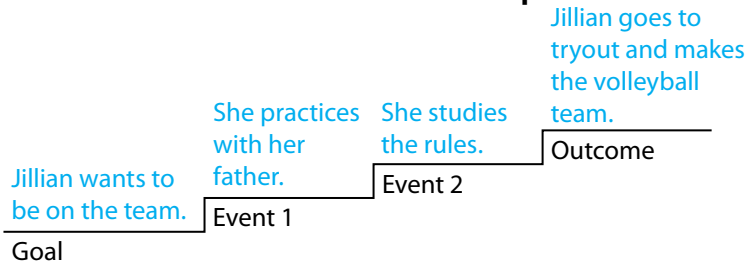 Jillian wants to
be on the team.
Goal
She practices
with her
father.
Event 1
She studies
the rules.
Event 2
Jillian goes to
tryout and makes
the volleyball
team.
Outcome